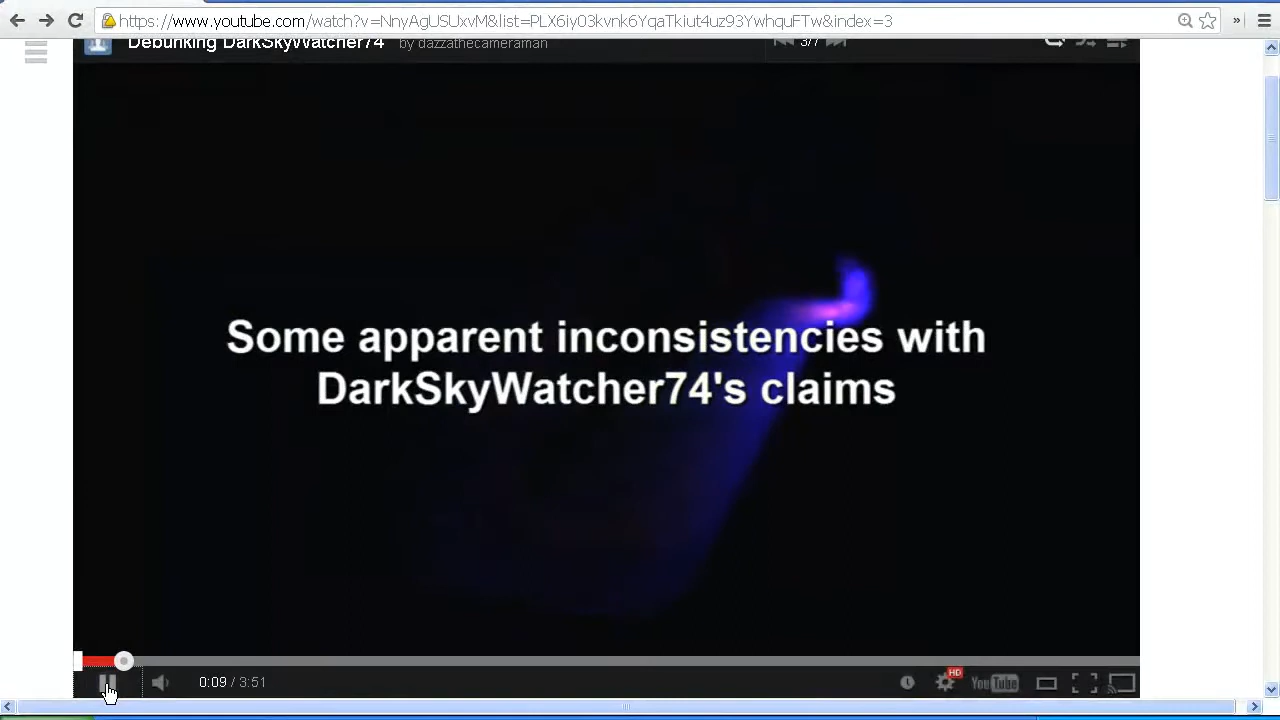 https://www.youtube.com/watch?v=NnyAgUSUxvM&list=PLX6y03kvnk6YqaTkiut4uz93YwhLuFTw&index=3
Debunking DarkSkyWatcher74 by dazzathecameraman 3/7
Some apparent inconsistencies with
DarkSkyWatcher74's claims
0:09 / 3:51 HD YouTube